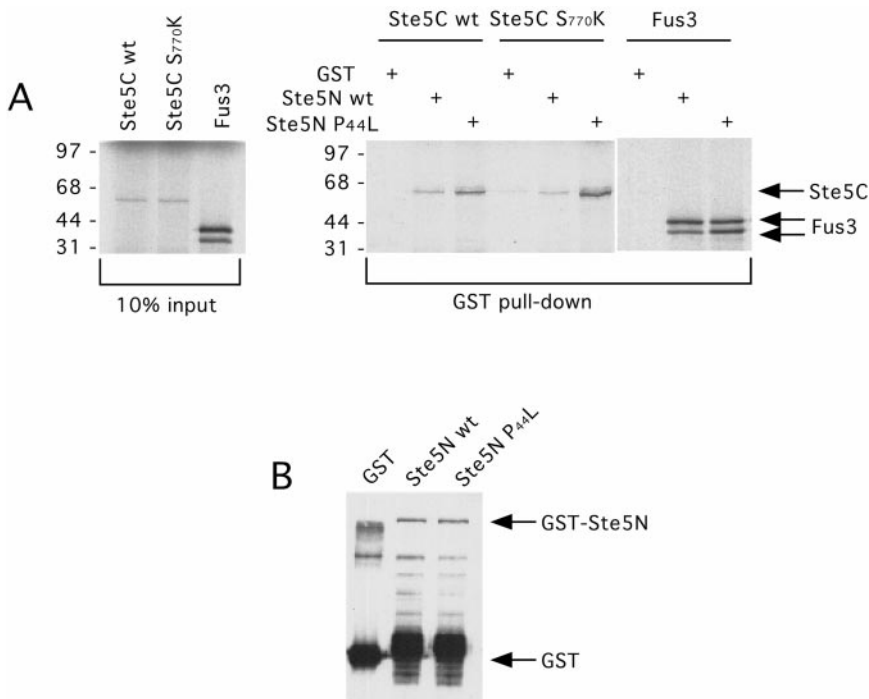 A
Ste5C wt
Ste5C S770K
Fus3
97 -
68 -
44 -
31 -
10% input
Ste5C wt Ste5C S770K Fus3
GST + + +
Ste5N wt + + +
Ste5N P44L + + +
97 -
68 -
44 -
31 -
Ste5C
Fus3
GST pull-down
B
GST
Ste5N wt
Ste5N P44L
GST-Ste5N
GST